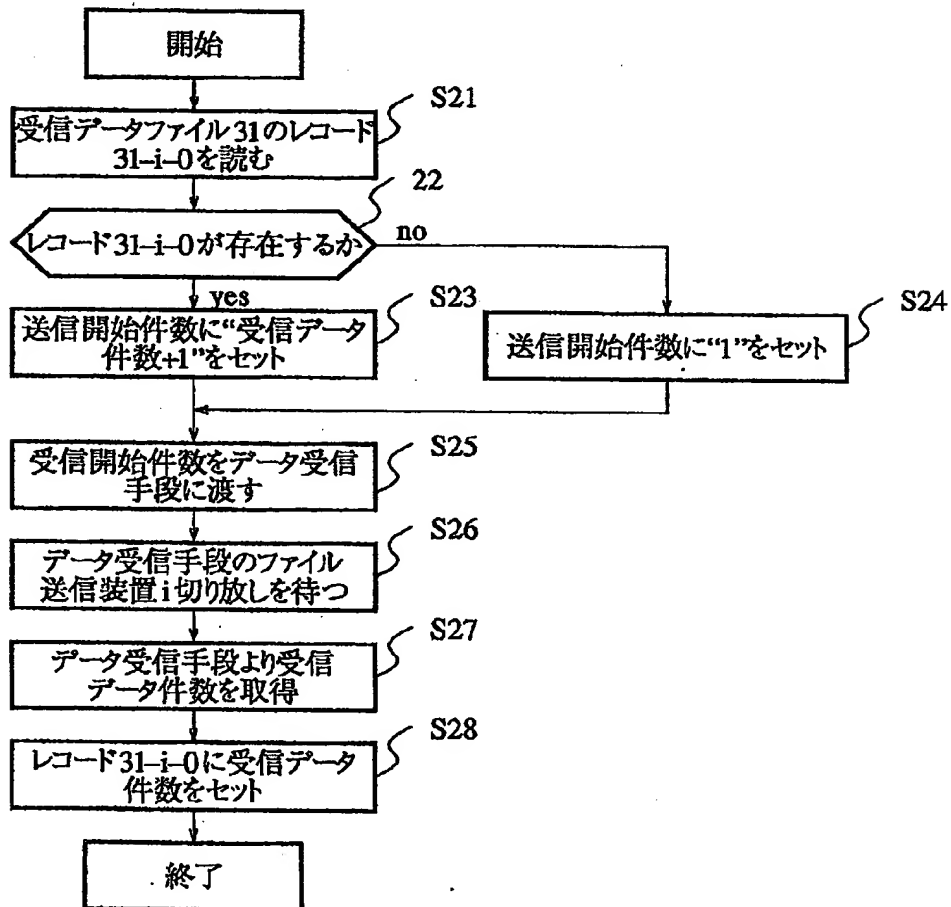 開始
S21
受信データファイル31のレコード
31-i-0を読む
22
レコード31-i-0が存在するか
no
yes
S23
送信開始件数に“受信データ
件数+1”をセット
S24
送信開始件数に“1”をセット
S25
受信開始件数をデータ受信
手段に渡す
S26
データ受信手段のファイル
送信装置i切り放しを待つ
S27
データ受信手段より受信
データ件数を取得
S28
レコード31-i-0に受信データ
件数をセット
終了